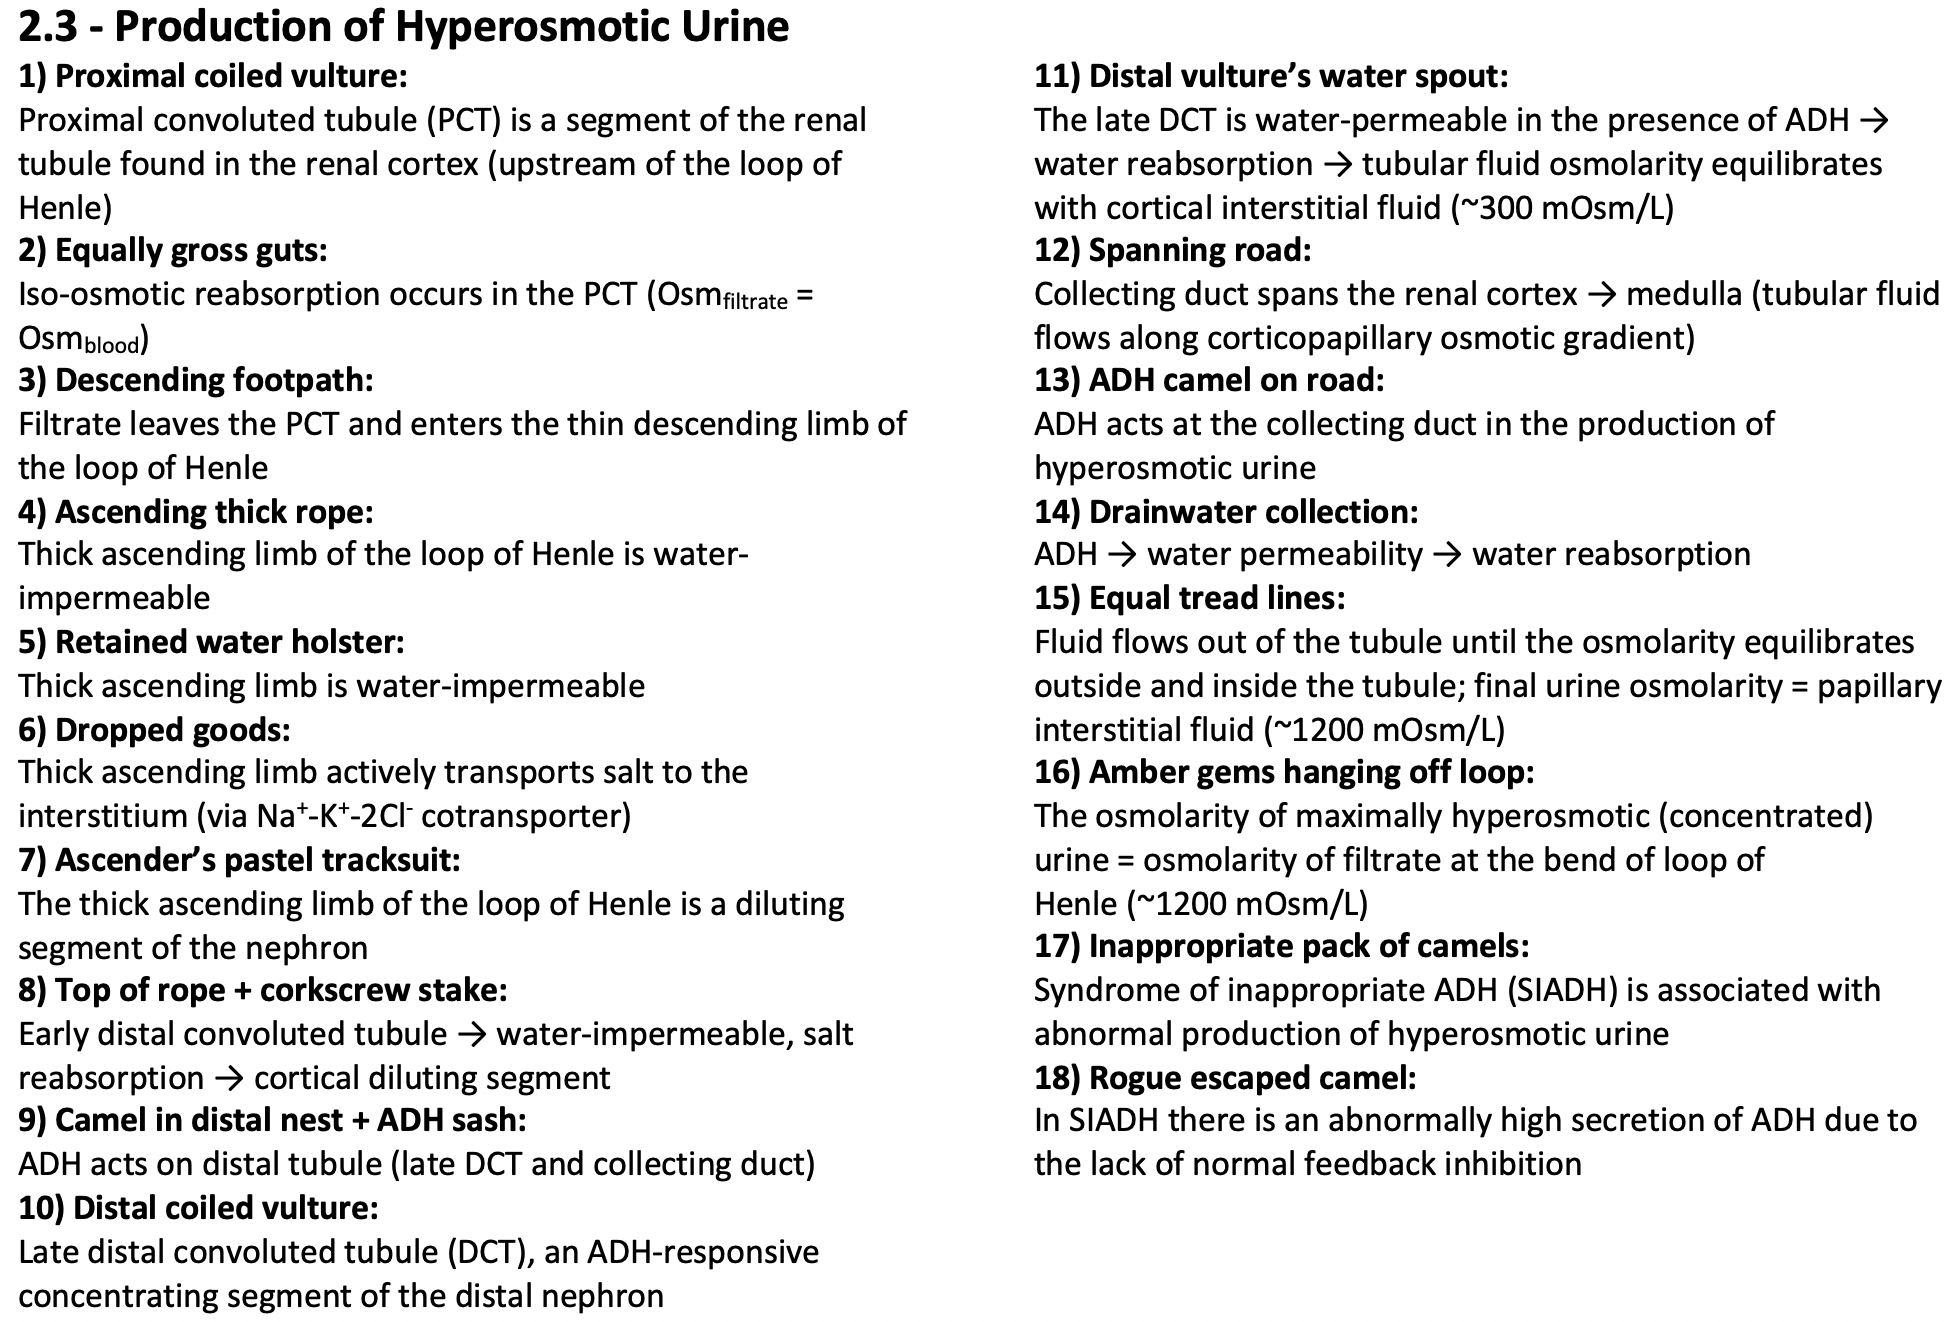 2.3 - Production of Hyperosmotic Urine
1) Proximal coiled vulture:
Proximal convoluted tubule (PCT) is a segment of the renal
tubule found in the renal cortex (upstream of the loop of
Henle)
2) Equally gross guts:
Iso-osmotic reabsorption occurs in the PCT (Osmfiltrate =
Osmblood)
3) Descending footpath:
Filtrate leaves the PCT and enters the thin descending limb of
the loop of Henle
4) Ascending thick rope:
Thick ascending limb of the loop of Henle is water-
impermeable
5) Retained water holster:
Thick ascending limb is water-impermeable
6) Dropped goods:
Thick ascending limb actively transports salt to the
interstitium (via Na⁺-K⁺-2Cl⁻ cotransporter)
7) Ascender’s pastel tracksuit:
The thick ascending limb of the loop of Henle is a diluting
segment of the nephron
8) Top of rope + corkscrew stake:
Early distal convoluted tubule → water-impermeable, salt
reabsorption → cortical diluting segment
9) Camel in distal nest + ADH sash:
ADH acts on distal tubule (late DCT and collecting duct)
10) Distal coiled vulture:
Late distal convoluted tubule (DCT), an ADH-responsive
concentrating segment of the distal nephron
11) Distal vulture’s water spout:
The late DCT is water-permeable in the presence of ADH →
water reabsorption → tubular fluid osmolarity equilibrates
with cortical interstitial fluid (~300 mOsm/L)
12) Spanning road:
Collecting duct spans the renal cortex → medulla (tubular fluid
flows along corticopapillary osmotic gradient)
13) ADH camel on road:
ADH acts at the collecting duct in the production of
hyperosmotic urine
14) Drainwater collection:
ADH → water permeability → water reabsorption
15) Equal tread lines:
Fluid flows out of the tubule until the osmolarity equilibrates
outside and inside the tubule; final urine osmolarity = papillary
interstitial fluid (~1200 mOsm/L)
16) Amber gems hanging off loop:
The osmolarity of maximally hyperosmotic (concentrated)
urine = osmolarity of filtrate at the bend of loop of
Henle (~1200 mOsm/L)
17) Inappropriate pack of camels:
Syndrome of inappropriate ADH (SIADH) is associated with
abnormal production of hyperosmotic urine
18) Rogue escaped camel:
In SIADH there is an abnormally high secretion of ADH due to
the lack of normal feedback inhibition